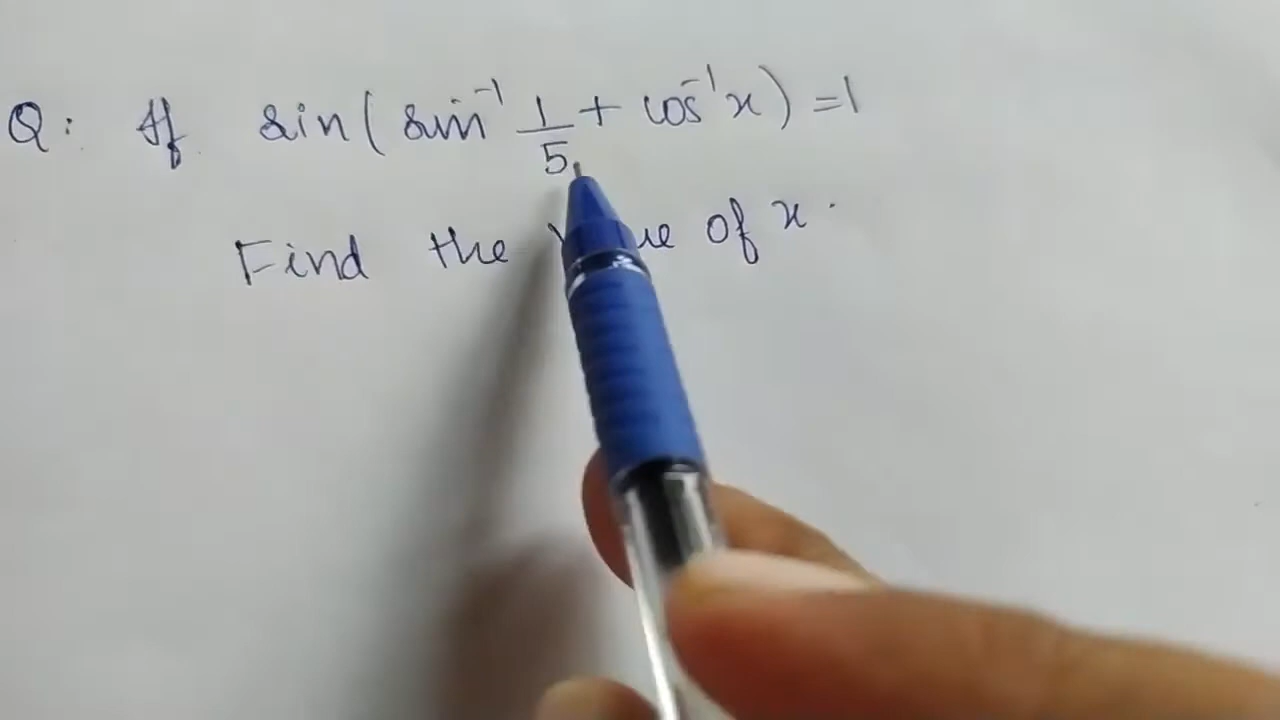 Q: If sin(sin⁻¹ 1/5 + cos⁻¹x) = 1
Find the of x.